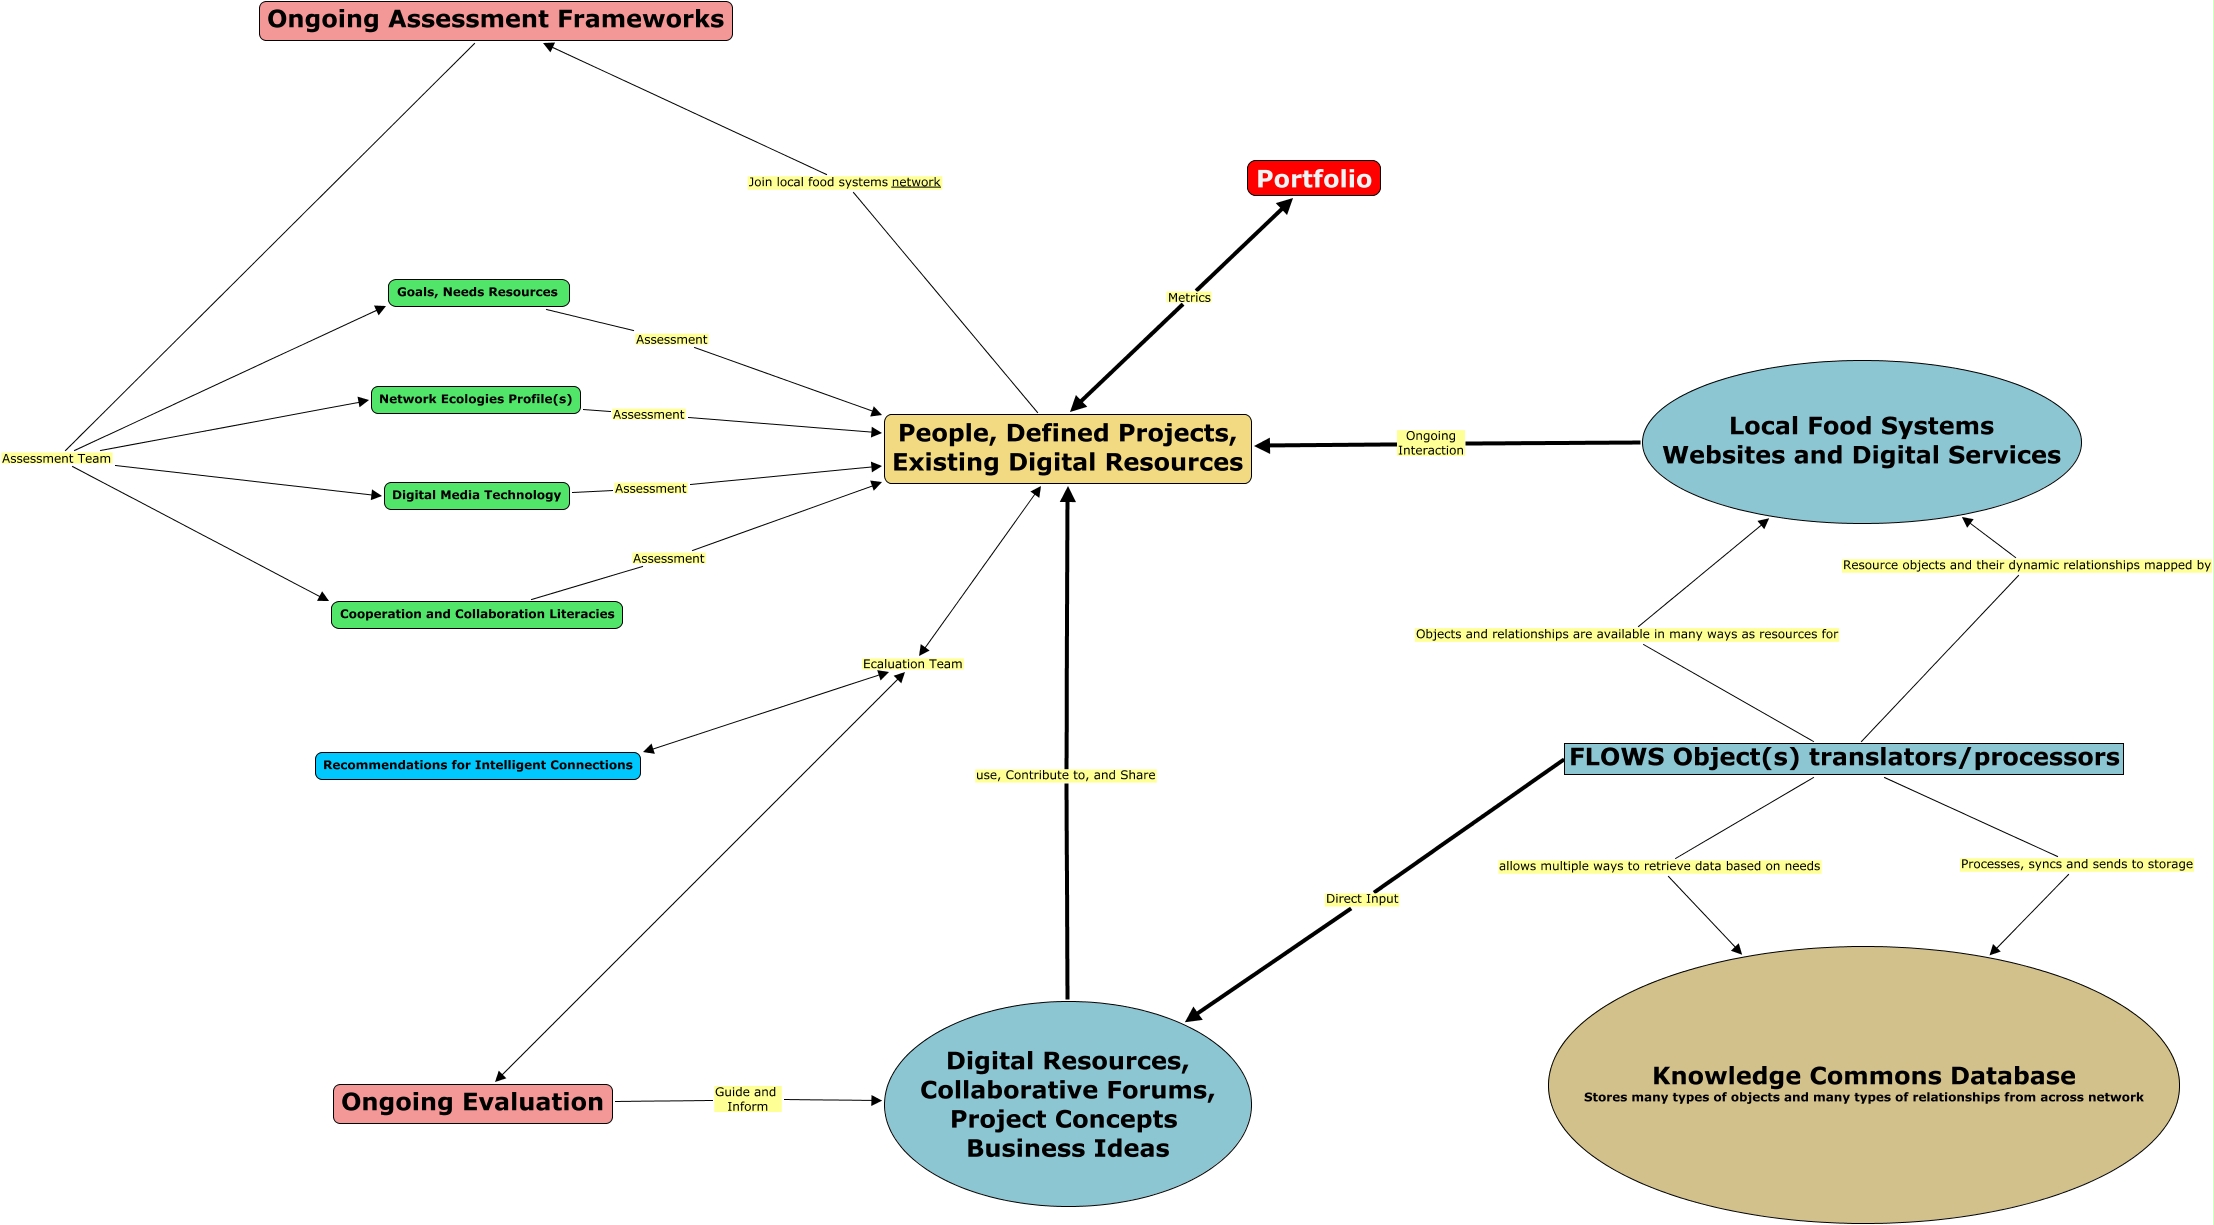 Ongoing Assessment Frameworks
Join local food systems network
Portfolio
Metrics
Goals, Needs Resources
Assessment
Network Ecologies Profile(s)
Assessment
Assessment Team
Digital Media Technology
Assessment
Cooperation and Collaboration Literacies
Assessment
People, Defined Projects,
Existing Digital Resources
Ongoing
Interaction
Local Food Systems
Websites and Digital Services
Resource objects and their dynamic relationships mapped by
Objects and relationships are available in many ways as resources for
Ecaluation Team
Recommendations for Intelligent Connections
use, Contribute to, and Share
FLOWS Object(s) translators/processors
allows multiple ways to retrieve data based on needs
Processes, syncs and sends to storage
Direct Input
Ongoing Evaluation
Guide and
Inform
Digital Resources,
Collaborative Forums,
Project Concepts
Business Ideas
Knowledge Commons Database
Stores many types of objects and many types of relationships from across network